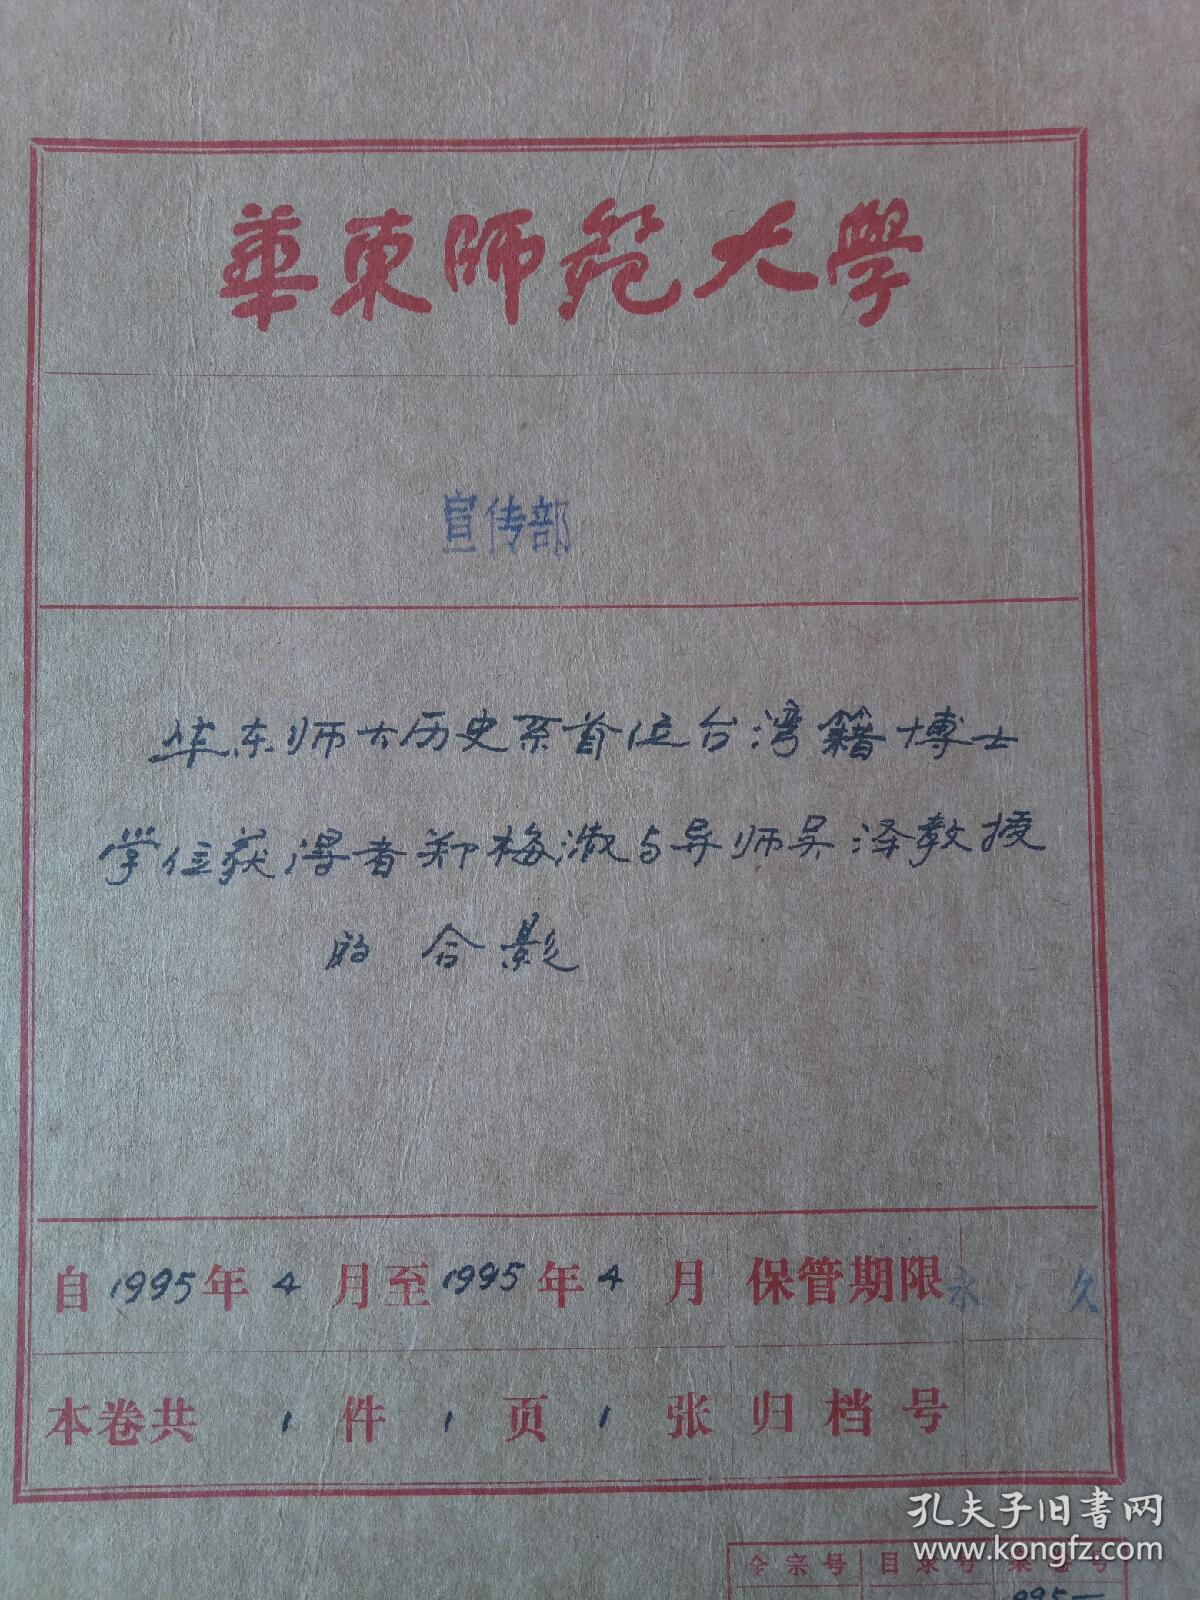 華東师范大學
宣传部
华东师大历史系首位台湾籍博士
学位获得者郑梅淑与导师吴泽教授
的合影
自1995年4月至1995年4月 保管期限永久
本卷共1件1页1张 归档号
孔夫子旧書网
www.kongfz.com
全宗号 目录号 案卷号
995—